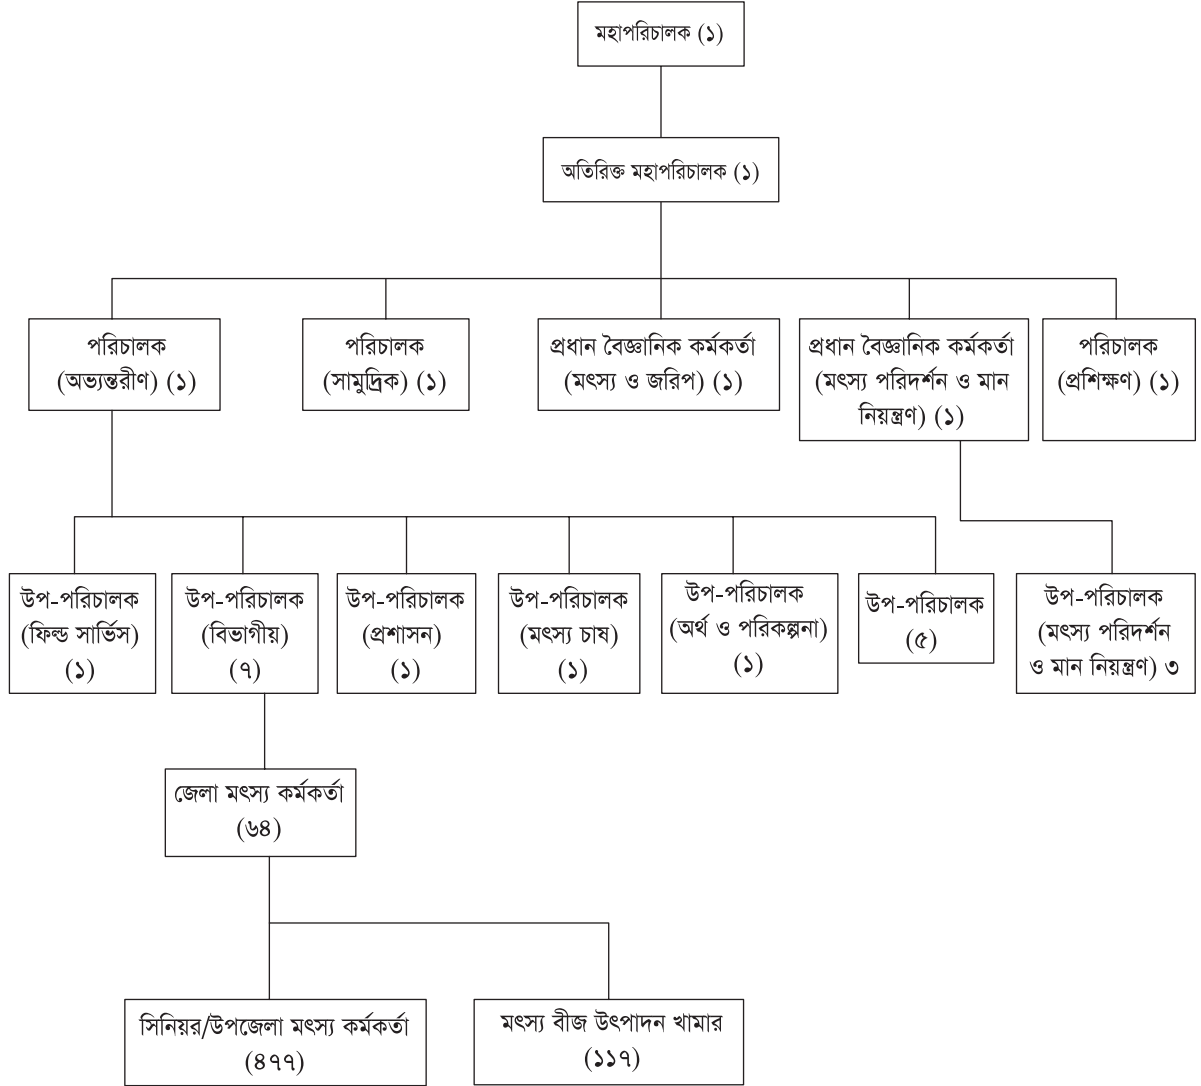 মহাপরিচালক (১)
অতিরিক্ত মহাপরিচালক (১)
পরিচালক
(অভ্যন্তরীণ) (১)
পরিচালক
(সামুদ্রিক) (১)
প্রধান বৈজ্ঞানিক কর্মকর্তা
(মৎস্য ও জরিপ) (১)
প্রধান বৈজ্ঞানিক কর্মকর্তা
(মৎস্য পরিদর্শন ও মান
নিয়ন্ত্রণ) (১)
পরিচালক
(প্রশিক্ষণ) (১)
উপ-পরিচালক
(ফিল্ড সার্ভিস)
(১)
উপ-পরিচালক
(বিভাগীয়)
(৭)
উপ-পরিচালক
(প্রশাসন)
(১)
উপ-পরিচালক
(মৎস্য চাষ)
(১)
উপ-পরিচালক
(অর্থ ও পরিকল্পনা)
(১)
উপ-পরিচালক
(৫)
উপ-পরিচালক
(মৎস্য পরিদর্শন
ও মান নিয়ন্ত্রণ) ৩
জেলা মৎস্য কর্মকর্তা
(৬৪)
সিনিয়র/উপজেলা মৎস্য কর্মকর্তা
(৪৭৭)
মৎস্য বীজ উৎপাদন খামার
(১১৭)